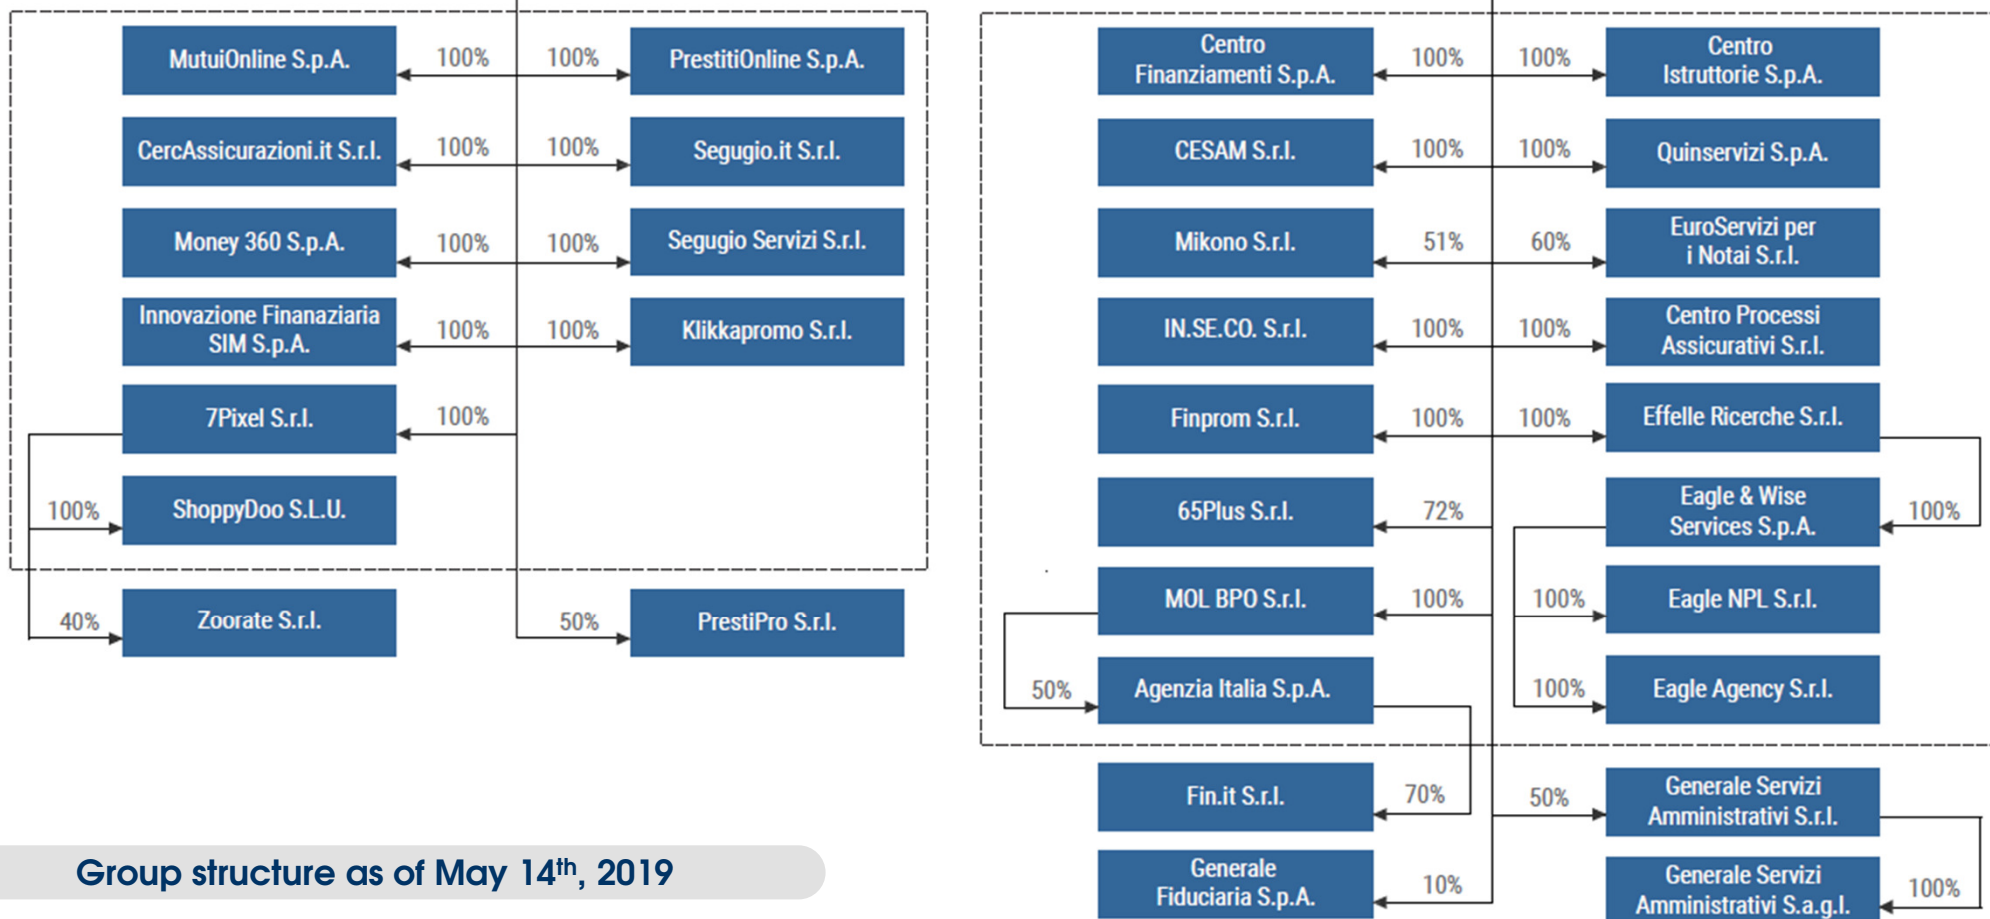 MutuiOnline S.p.A.
100%
100%
PrestitiOnline S.p.A.
CercAssicurazioni.it S.r.l.
100%
100%
Segugio.it S.r.l.
Money 360 S.p.A.
100%
100%
Segugio Servizi S.r.l.
Innovazione Finanaziaria
SIM S.p.A.
100%
100%
Klikkapromo S.r.l.
7Pixel S.r.l.
100%
100%
ShoppyDoo S.L.U.
40%
Zoorate S.r.l.
50%
PrestiPro S.r.l.
Centro
Finanziamenti S.p.A.
100%
100%
Centro
Istruttorie S.p.A.
CESAM S.r.l.
100%
100%
Quinservizi S.p.A.
Mikono S.r.l.
51%
60%
EuroServizi per
i Notai S.r.l.
IN.SE.CO. S.r.l.
100%
100%
Centro Processi
Assicurativi S.r.l.
Finprom S.r.l.
100%
100%
Effelle Ricerche S.r.l.
65Plus S.r.l.
72%
Eagle & Wise
Services S.p.A.
100%
MOL BPO S.r.l.
100%
100%
Eagle NPL S.r.l.
50%
Agenzia Italia S.p.A.
100%
Eagle Agency S.r.l.
Fin.it S.r.l.
70%
50%
Generale Servizi
Amministrativi S.r.l.
Generale
Fiduciaria S.p.A.
10%
Generale Servizi
Amministrativi S.a.g.l.
100%
Group structure as of May 14th, 2019